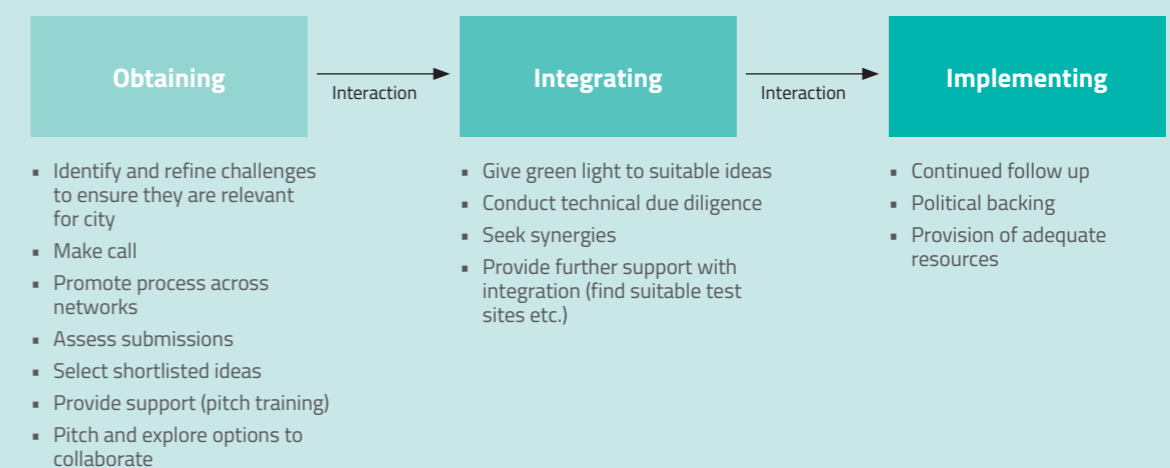 Obtaining
Interaction
Integrating
Interaction
Implementing
▪ Identify and refine challenges
to ensure they are relevant
for city
▪ Make call
▪ Promote process across
networks
▪ Assess submissions
▪ Select shortlisted ideas
▪ Provide support (pitch training)
▪ Pitch and explore options to
collaborate
▪ Give green light to suitable ideas
▪ Conduct technical due diligence
▪ Seek synergies
▪ Provide further support with
integration (find suitable test
sites etc.)
▪ Continued follow up
▪ Political backing
▪ Provision of adequate
resources